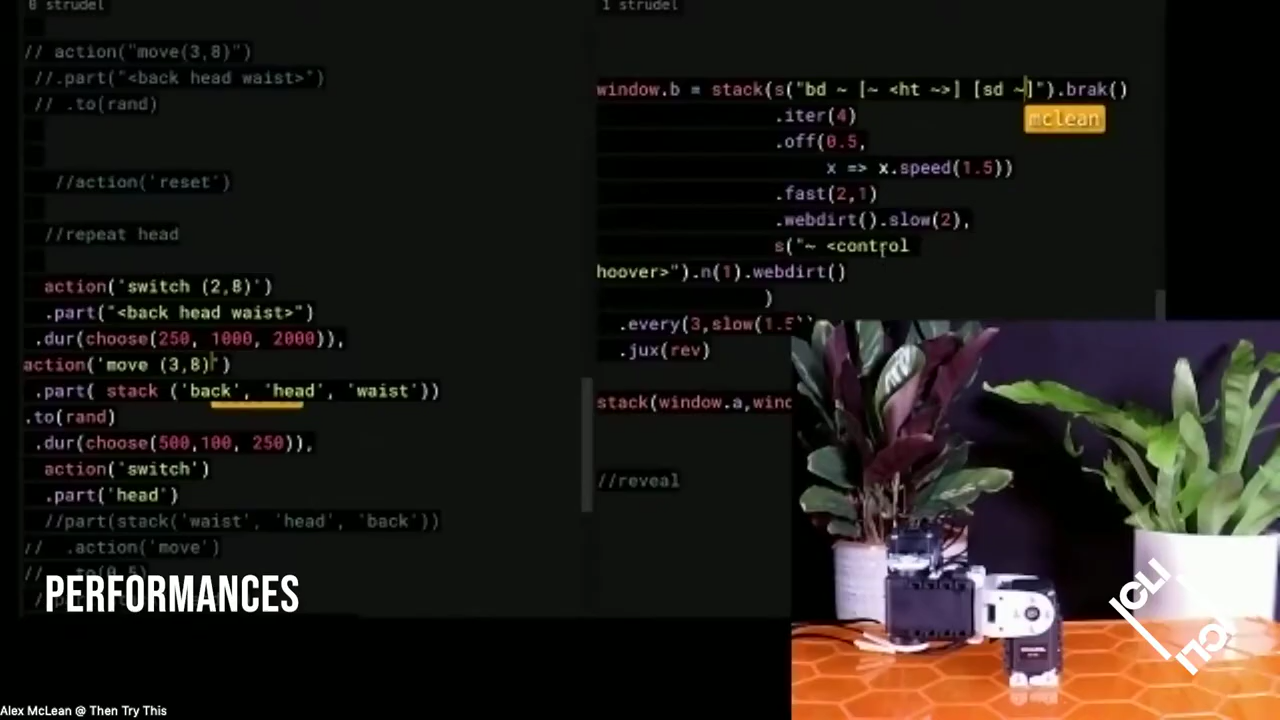 0 strudel
// action("move(3,8)")
//.part("<back head waist>")
// .to(rand)
//action('reset')
//repeat head
action('switch (2,8)')
.part("<back head waist>")
.dur(choose(250, 1000, 2000)),
action('move (3,8)')
.part( stack ('back', 'head', 'waist'))
.to(rand)
.dur(choose(500,100, 250)),
action('switch')
.part('head')
//part(stack('waist', 'head', 'back'))
// .action('move')
// .to(0.5)
PERFORMANCES
1 strudel
window.b = stack(s("bd ~ [~ <ht ~>] [sd ~]").brak()
mclean
.iter(4)
.off(0.5,
x => x.speed(1.5))
.fast(2,1)
.webdirt().slow(2),
s("~ <control
hoover>").n(1).webdirt()
)
.every(3,slow(1.5
.jux(rev)
stack(window.a,wind
//reveal
ICLI
Alex McLean @ Then Try This